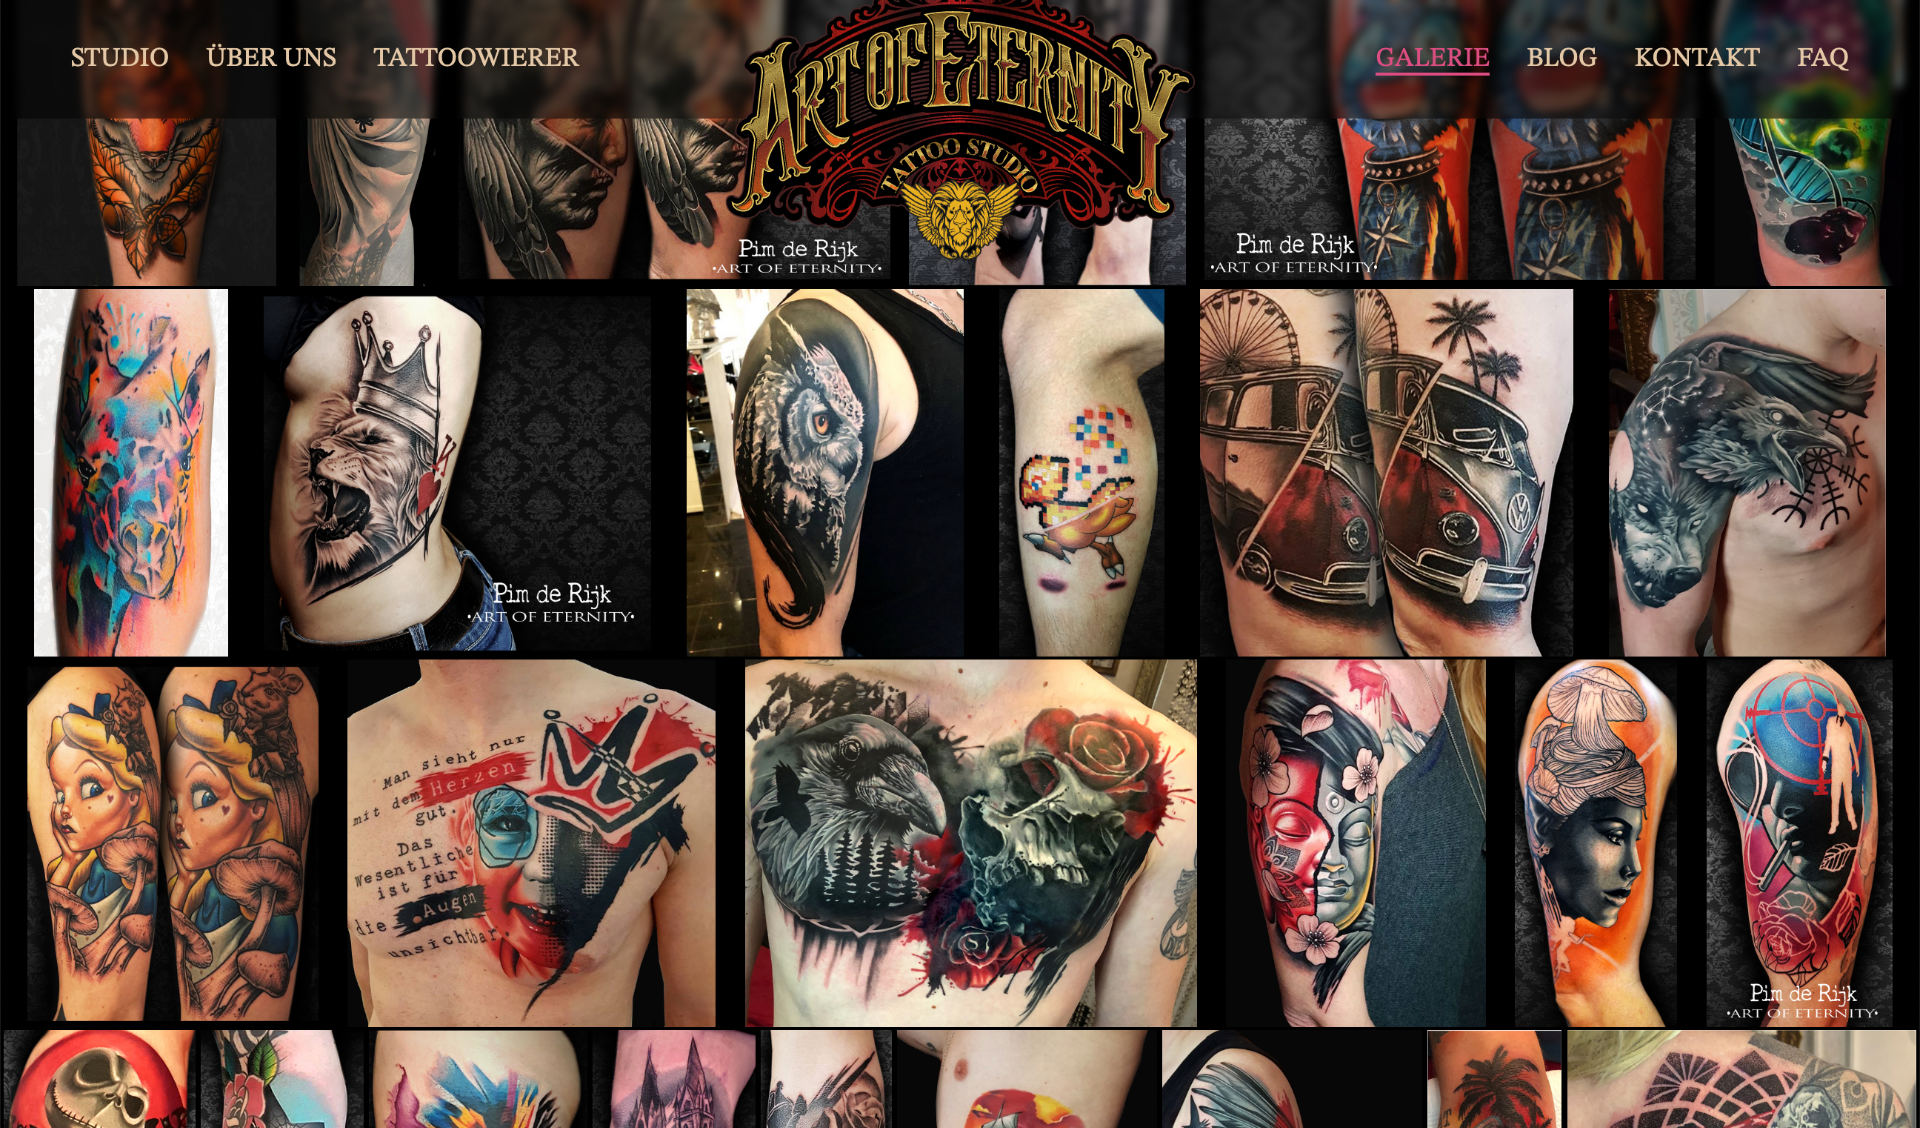 STUDIO ÜBER UNS TATTOOWIERER
ART OF ETERNITY
TATTOO STUDIO
GALERIE BLOG KONTAKT FAQ
Pim de Rijk
•ART OF ETERNITY•
Pim de Rijk
•ART OF ETERNITY•
Pim de Rijk
•ART OF ETERNITY•
Man sieht nur
mit dem Herzen
gut.
Das
Wesentliche
ist für
die Augen
unsichtbar.
Pim de Rijk
•ART OF ETERNITY•